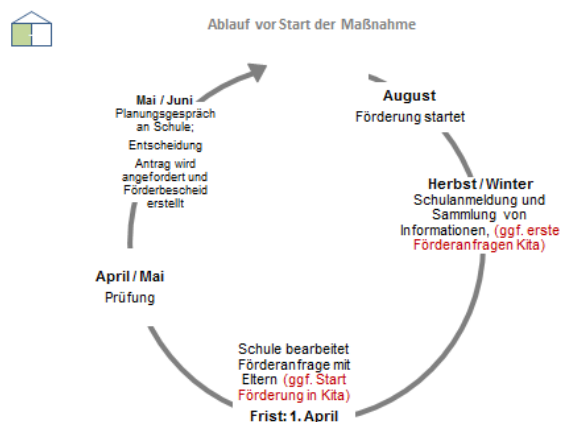 Ablauf vor Start der Maßnahme
August
Förderung startet
Herbst / Winter
Schulanmeldung und
Sammlung von
Informationen, (ggf. erste
Förderanfragen Kita)
Schule bearbeitet
Förderanfrage mit
Eltern (ggf. Start
Förderung in Kita)
Frist: 1. April
April / Mai
Prüfung
Mai / Juni
Planungsgespräch
an Schule;
Entscheidung
Antrag wird
angefordert und
Förderbescheid
erstellt